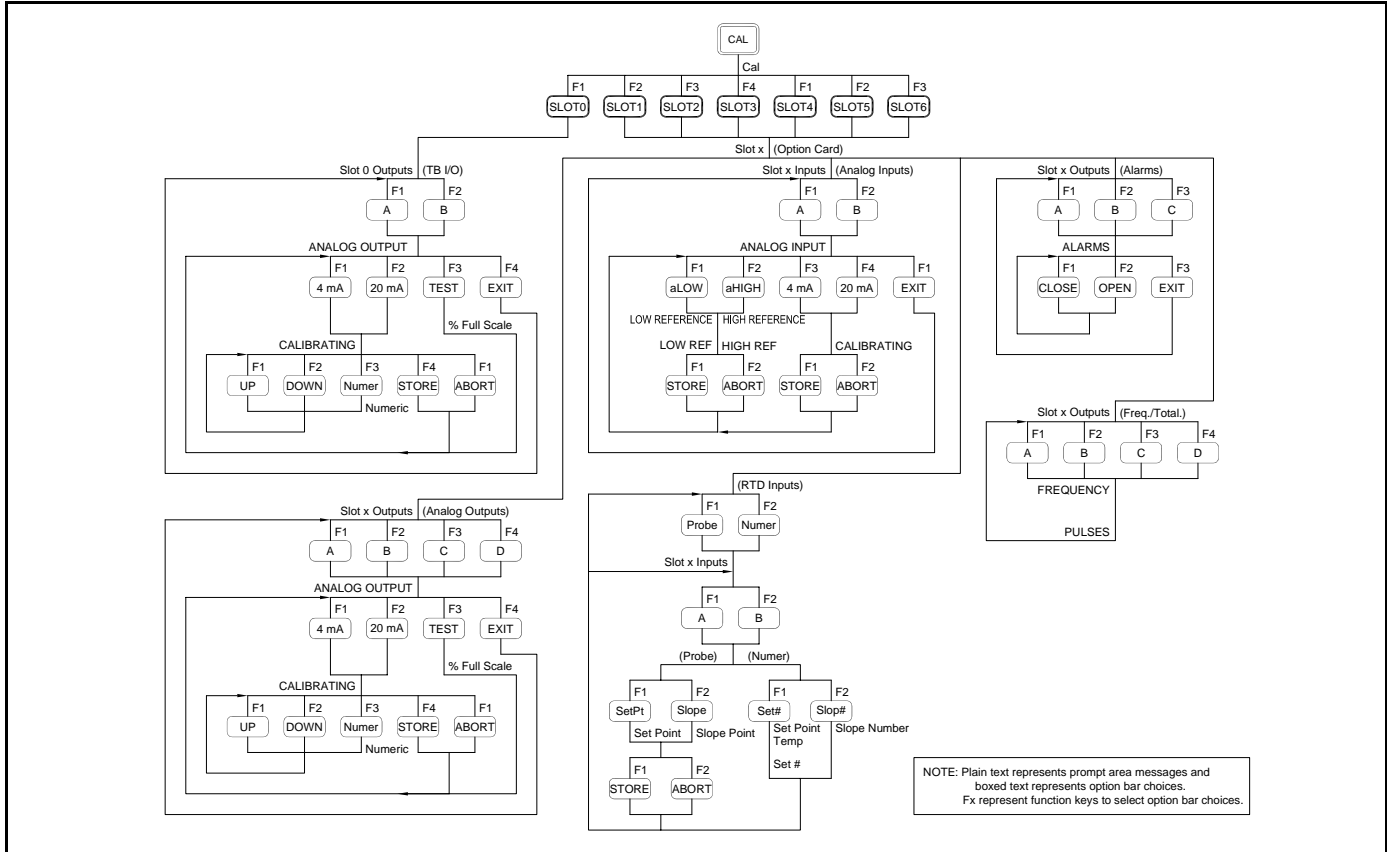 CAL
Cal
F1 F2 F3 F4 F1 F2 F3
SLOT0 SLOT1 SLOT2 SLOT3 SLOT4 SLOT5 SLOT6
Slot x (Option Card)
Slot 0 Outputs (TB I/O)
F1 F2
A B
ANALOG OUTPUT
F1 F2 F3 F4
4 mA 20 mA TEST EXIT
% Full Scale
CALIBRATING
F1 F2 F3 F4 F1
UP DOWN Numer STORE ABORT
Numeric
Slot x Inputs (Analog Inputs)
F1 F2
A B
ANALOG INPUT
F1 F2 F3 F4 F1
aLOW aHIGH 4 mA 20 mA EXIT
LOW REFERENCE HIGH REFERENCE
LOW REF HIGH REF CALIBRATING
F1 F2 F1 F2
STORE ABORT STORE ABORT
Slot x Outputs (Alarms)
F1 F2 F3
A B C
ALARMS
F1 F2 F3
CLOSE OPEN EXIT
Slot x Outputs (Freq./Total.)
F1 F2 F3 F4
A B C D
FREQUENCY
PULSES
Slot x Outputs (Analog Outputs)
F1 F2 F3 F4
A B C D
ANALOG OUTPUT
F1 F2 F3 F4
4 mA 20 mA TEST EXIT
% Full Scale
CALIBRATING
F1 F2 F3 F4 F1
UP DOWN Numer STORE ABORT
Numeric
(RTD Inputs)
F1 F2
Probe Numer
Slot x Inputs
F1 F2
A B
(Probe) (Numer)
F1 F2 F1 F2
SetPt Slope Set# Slop#
Set Point Slope Point Set Point Slope Number
Temp
Set #
F1 F2
STORE ABORT
NOTE: Plain text represents prompt area messages and
boxed text represents option bar choices.
Fx represent function keys to select option bar choices.